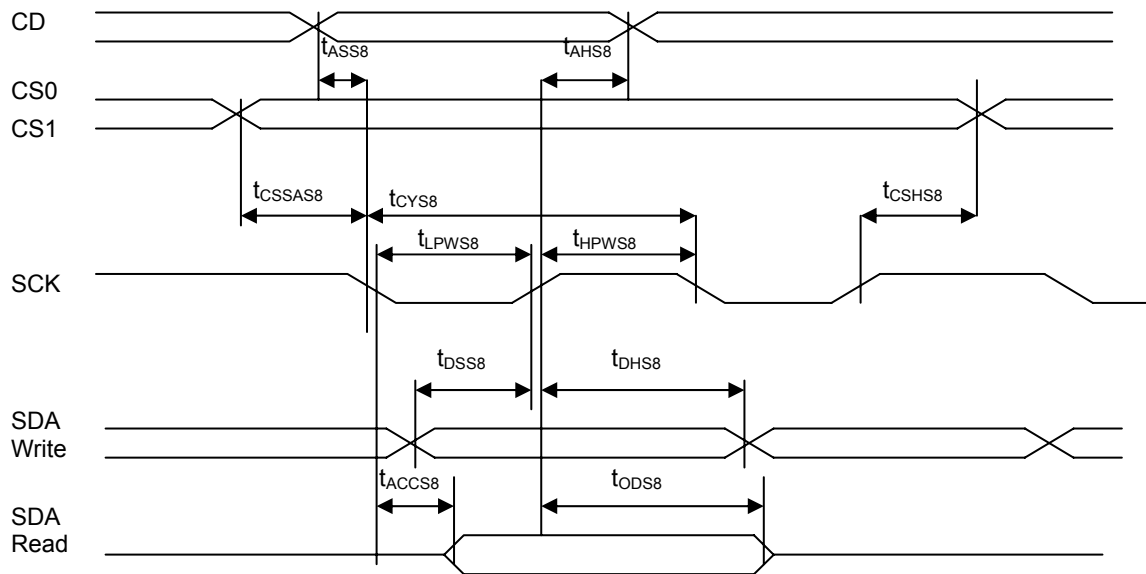 CD
tASS8 tAHS8
CS0
CS1
tCSSAS8 tCYS8 tCSHS8
tLPWS8 tHPWS8
SCK
tDSS8 tDHS8
SDA
Write
tACCS8 tODS8
SDA
Read